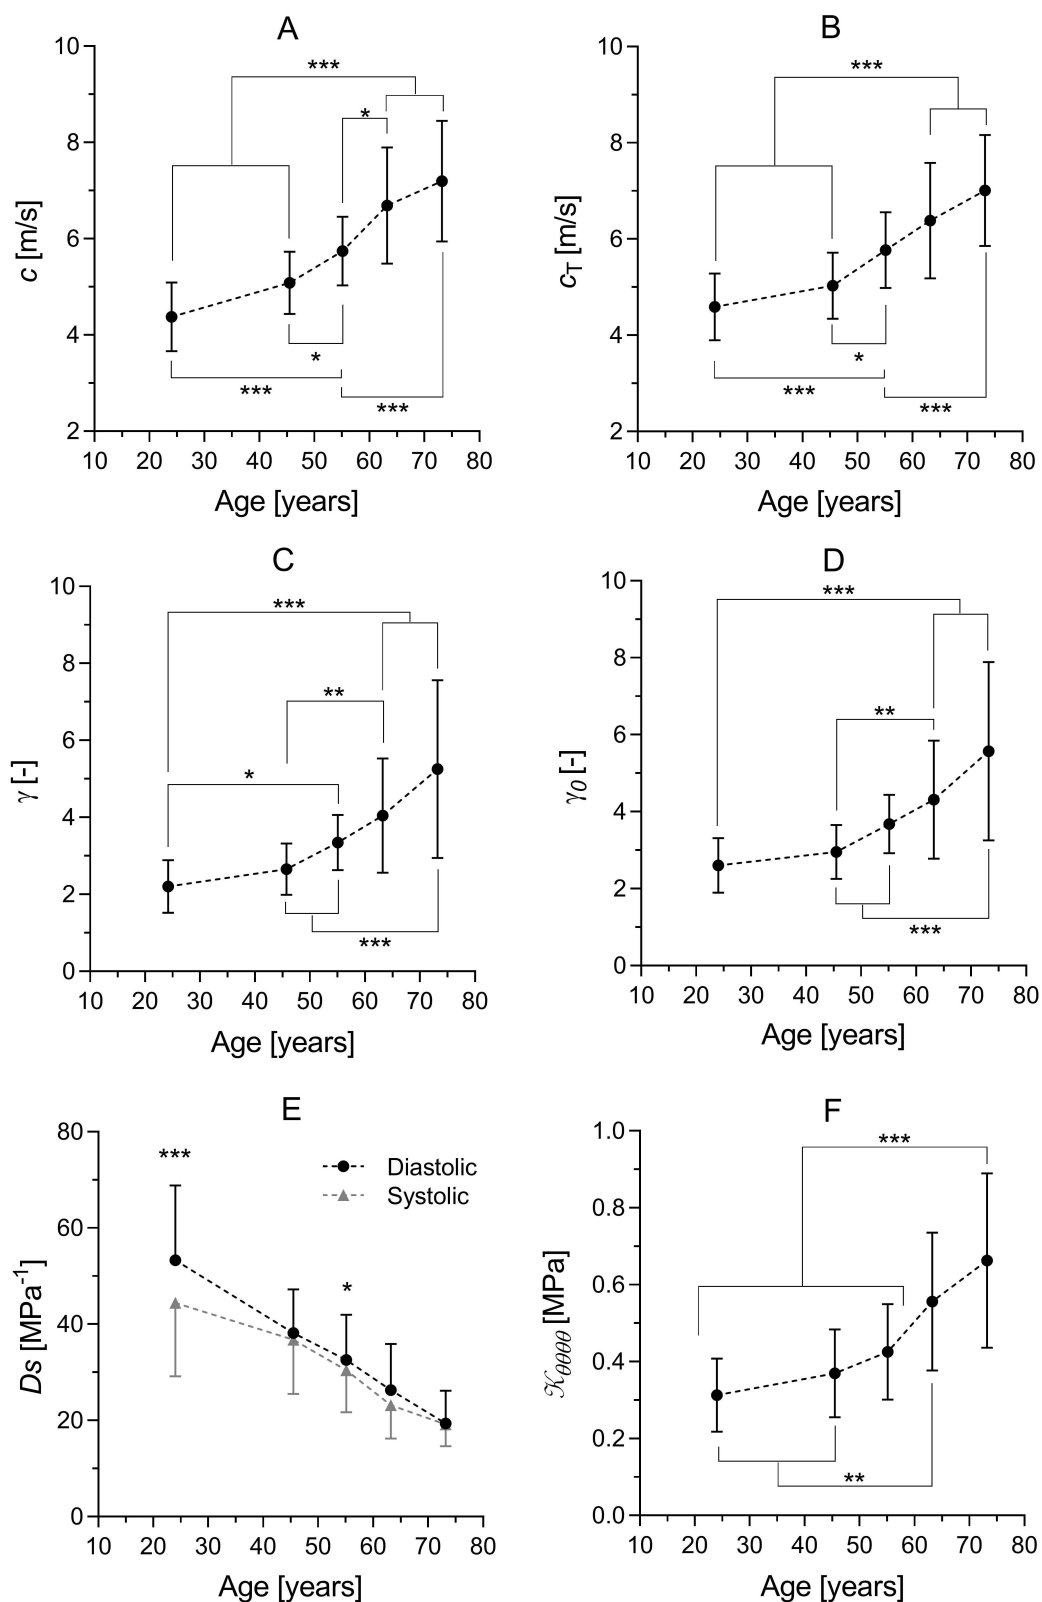 A
10
8
6
4
2
c [m/s]
***
*
*
***
***
10 20 30 40 50 60 70 80
Age [years]
B
10
8
6
4
2
cT [m/s]
***
*
***
***
10 20 30 40 50 60 70 80
Age [years]
C
10
8
6
4
2
0
γ [-]
***
**
*
***
10 20 30 40 50 60 70 80
Age [years]
D
10
8
6
4
2
0
γ0 [-]
***
**
***
10 20 30 40 50 60 70 80
Age [years]
E
80
60
40
20
0
Ds [MPa-1]
***
*
Diastolic
Systolic
10 20 30 40 50 60 70 80
Age [years]
F
1.0
0.8
0.6
0.4
0.2
0.0
𝒦θθθθ [MPa]
***
**
10 20 30 40 50 60 70 80
Age [years]